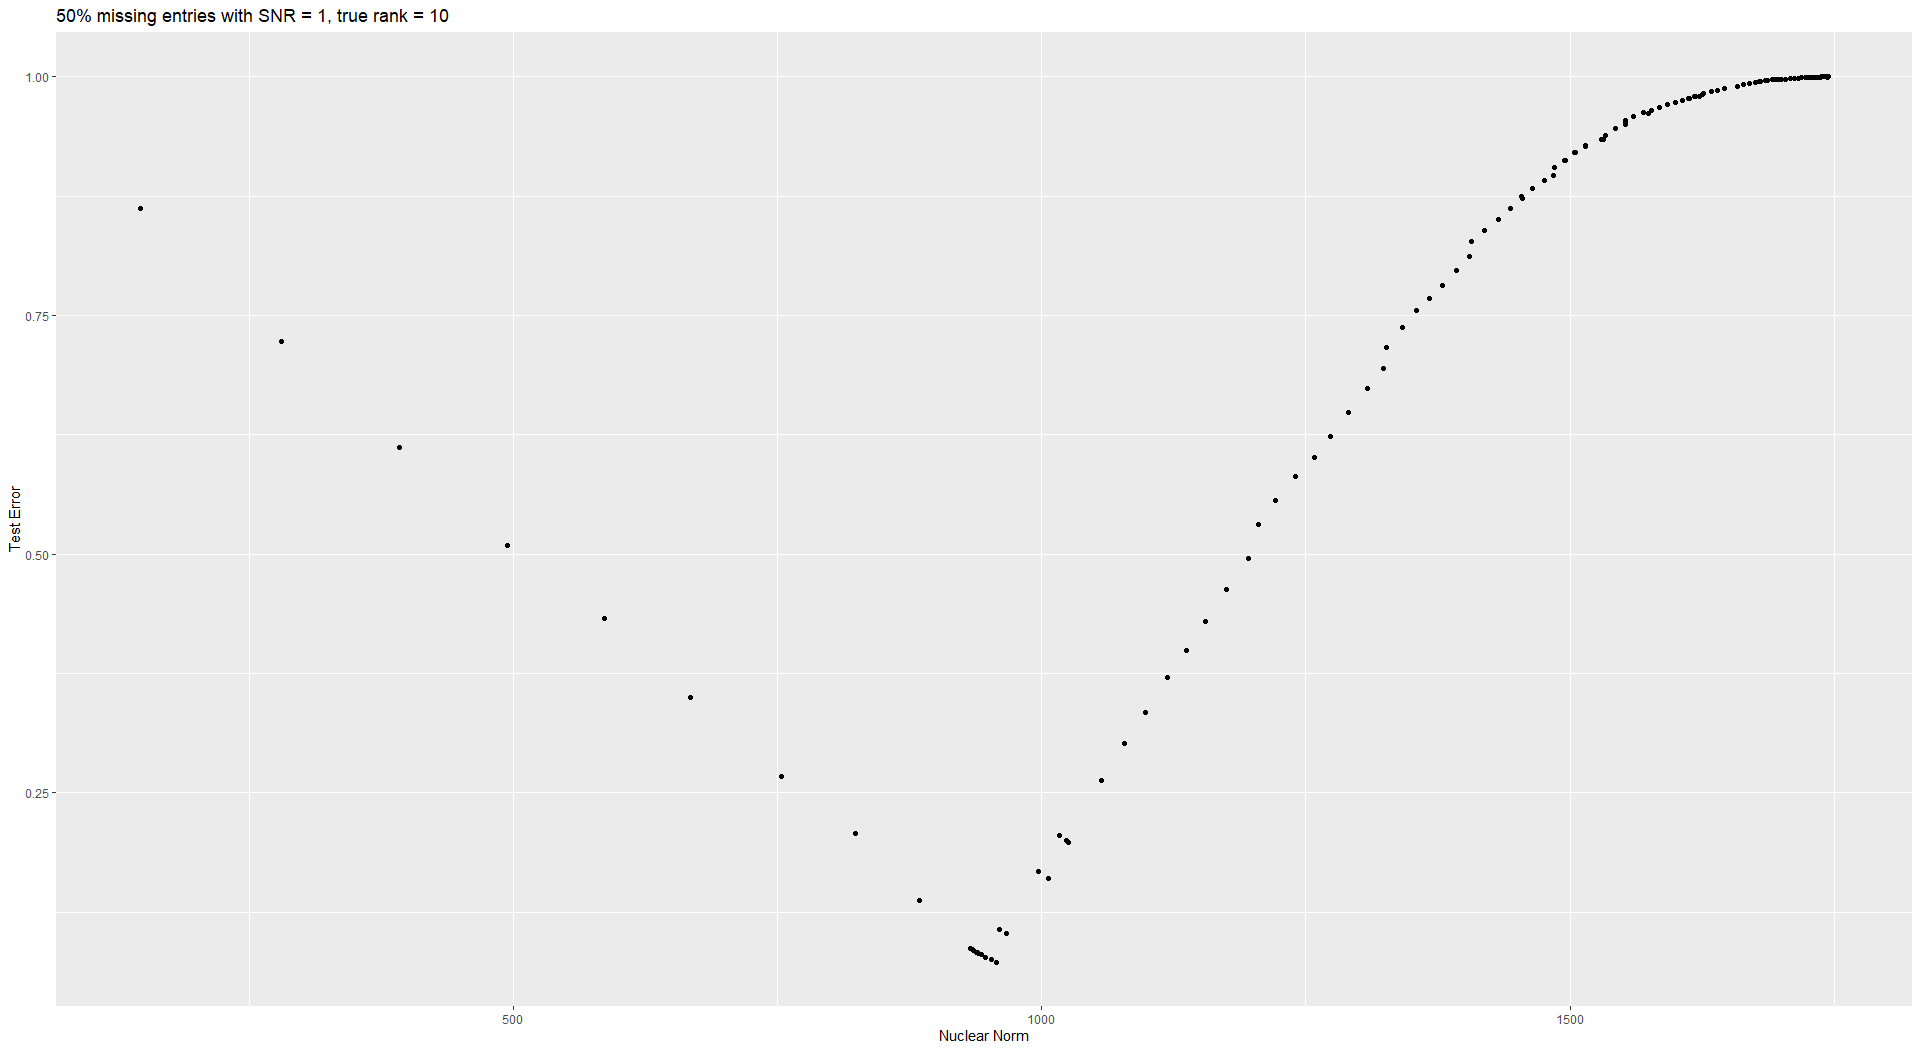 50% missing entries with SNR = 1, true rank = 10
1.00
0.75
0.50
0.25
Test Error
500
1000
1500
Nuclear Norm